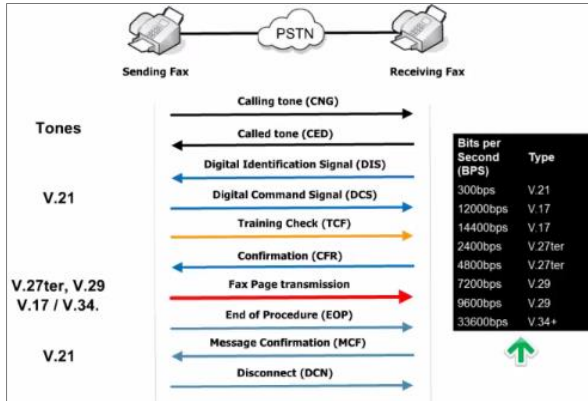 PSTN
Sending Fax
Receiving Fax
Calling tone (CNG)
Tones
Called tone (CED)
Digital Identification Signal (DIS)
V.21
Digital Command Signal (DCS)
Training Check (TCF)
Confirmation (CFR)
V.27ter, V.29
V.17 / V.34.
Fax Page transmission
End of Procedure (EOP)
Message Confirmation (MCF)
V.21
Disconnect (DCN)
Bits per
Second
(BPS) Type
300bps V.21
12000bps V.17
14400bps V.17
2400bps V.27ter
4800bps V.27ter
7200bps V.29
9600bps V.29
33600bps V.34+